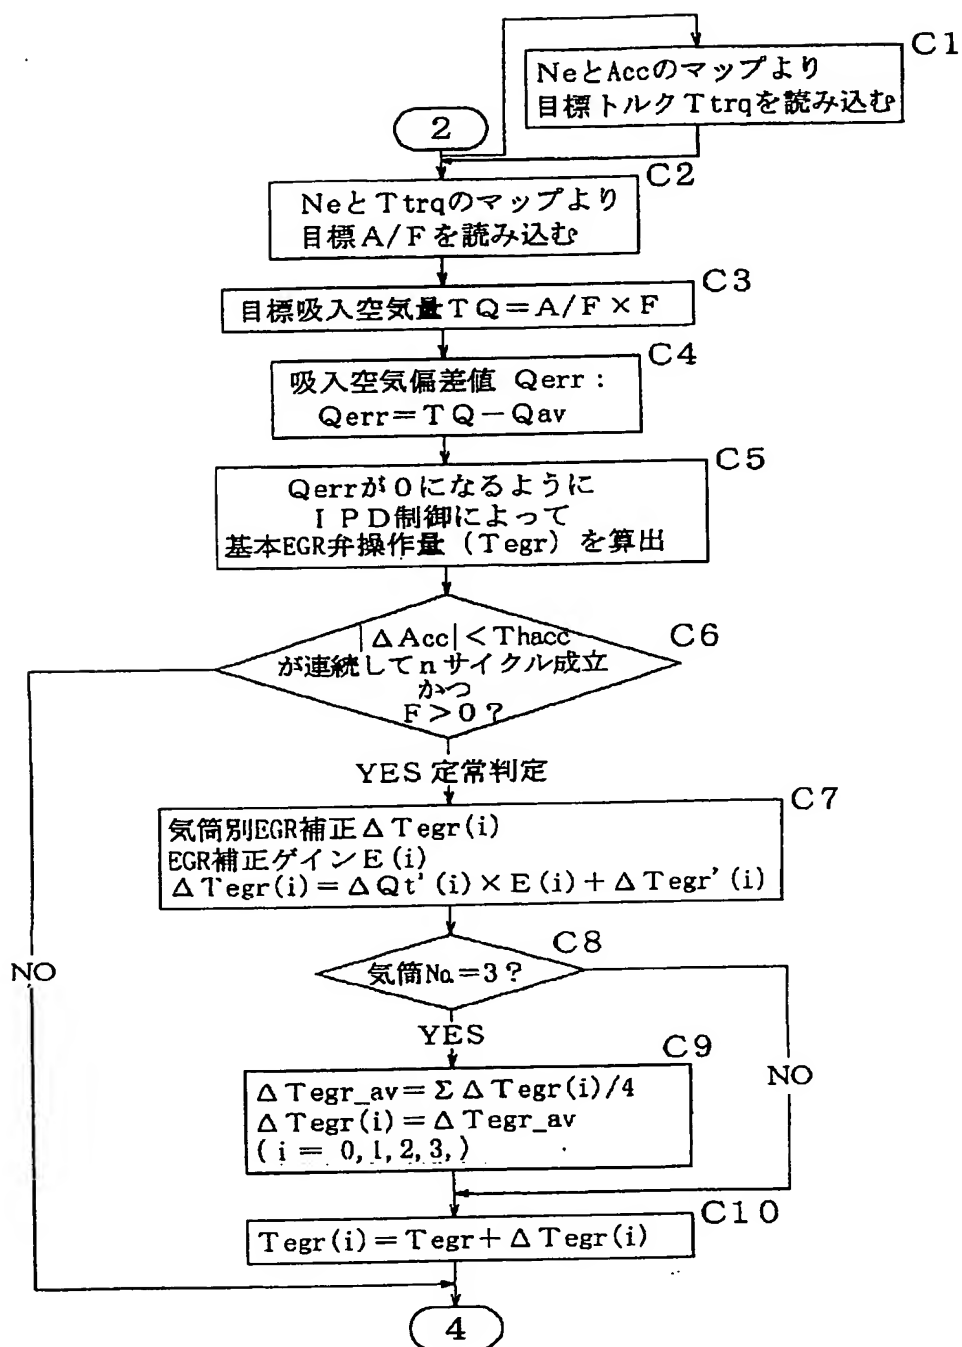 C1
NeとAccのマップより
目標トルクTtrqを読み込む
2
C2
NeとTtrqのマップより
目標A/Fを読み込む
C3
目標吸入空気量TQ=A/F×F
C4
吸入空気偏差値 Qerr:
Qerr=TQ-Qav
C5
Qerrが0になるように
IPD制御によって
基本EGR弁操作量(Tegr)を算出
C6
|ΔAcc|<Thacc
が連続してnサイクル成立
かつ
F>0?
YES 定常判定
C7
気筒別EGR補正ΔTegr(i)
EGR補正ゲインE(i)
ΔTegr(i)=ΔQt'(i)×E(i)+ΔTegr'(i)
C8
気筒No.=3?
NO
YES
NO
C9
ΔTegr_av=ΣΔTegr(i)/4
ΔTegr(i)=ΔTegr_av
(i= 0,1,2,3,)
C10
Tegr(i)=Tegr+ΔTegr(i)
4